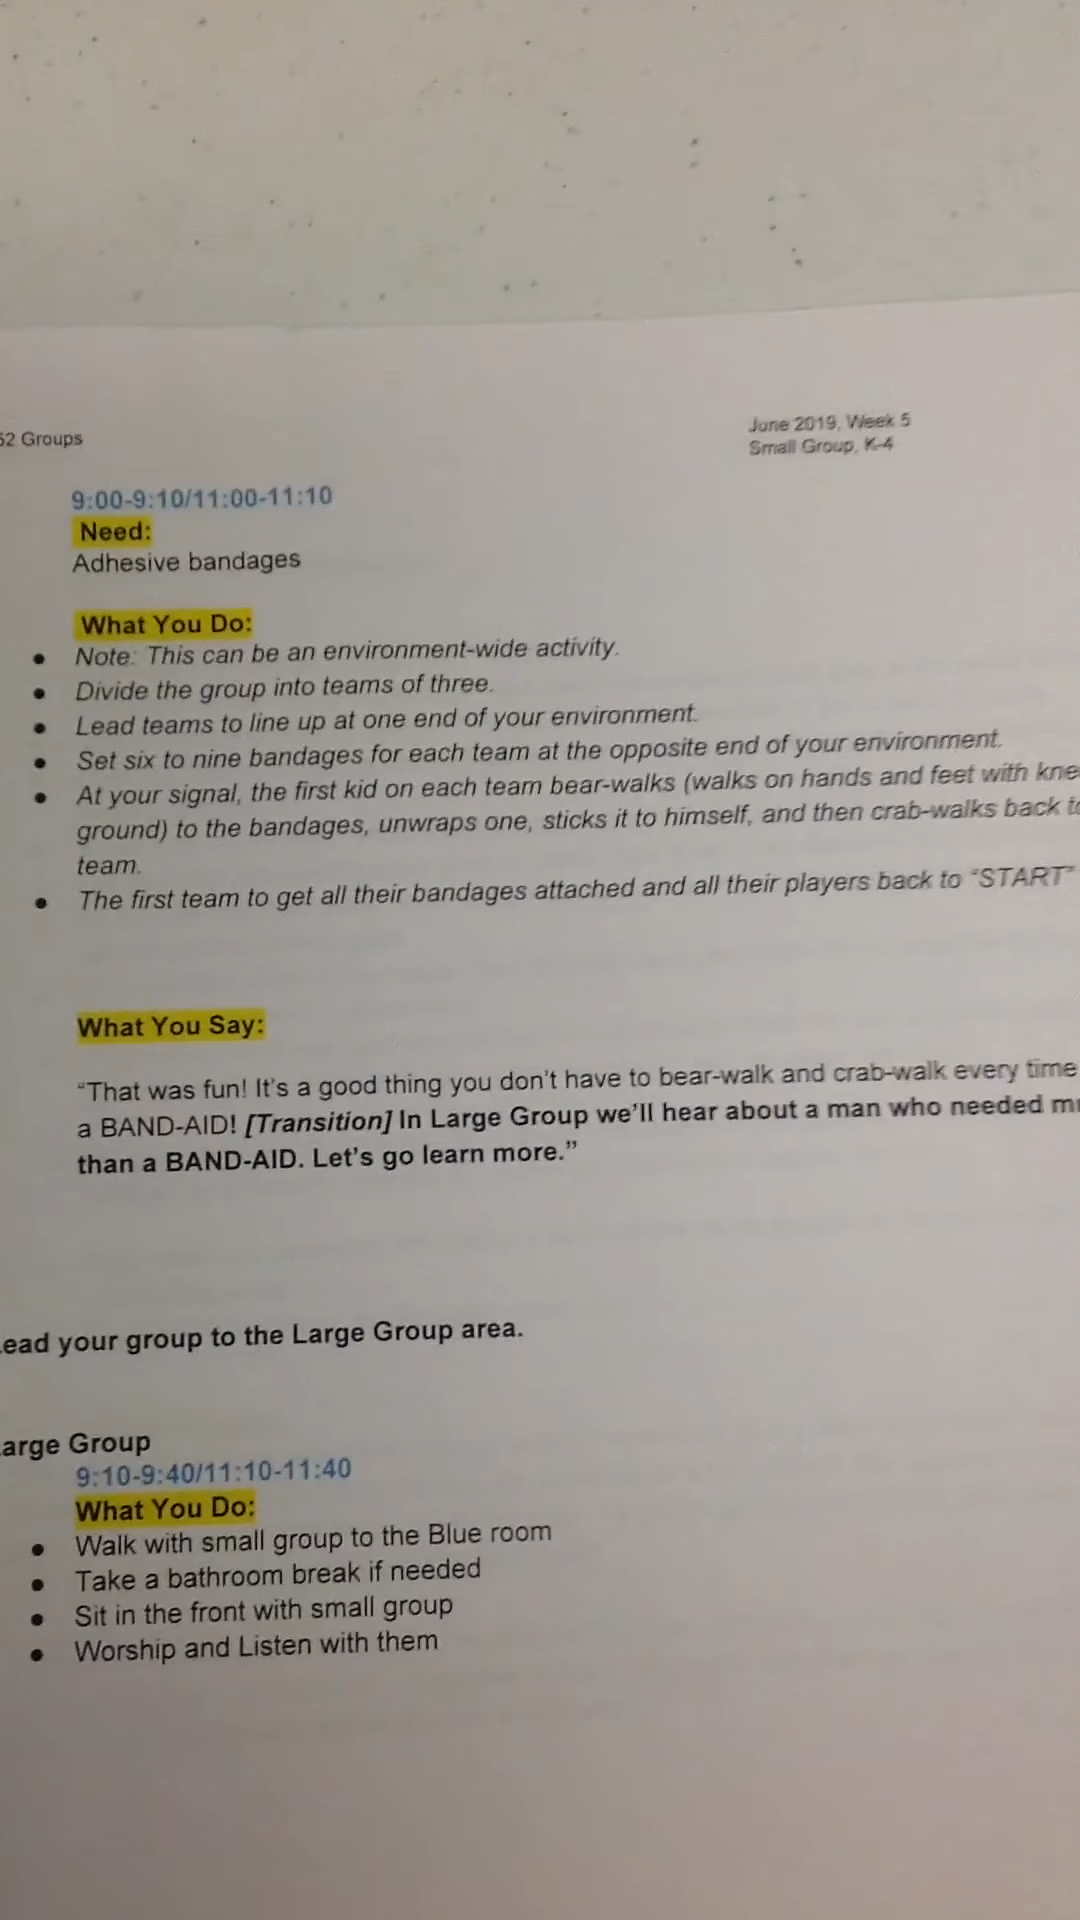 52 Groups
June 2019, Week 5
Small Group, K-4
9:00-9:10/11:00-11:10
Need:
Adhesive bandages
What You Do:
● Note: This can be an environment-wide activity.
● Divide the group into teams of three.
● Lead teams to line up at one end of your environment.
● Set six to nine bandages for each team at the opposite end of your environment.
● At your signal, the first kid on each team bear-walks (walks on hands and feet with
ground) to the bandages, unwraps one, sticks it to himself, and then crab-walks back
team.
● The first team to get all their bandages attached and all their players back to “START”
What You Say:
“That was fun! It's a good thing you don't have to bear-walk and crab-walk every time
a BAND-AID! [Transition] In Large Group we'll hear about a man who needed
than a BAND-AID. Let's go learn more.”
ead your group to the Large Group area.
arge Group
9:10-9:40/11:10-11:40
What You Do:
● Walk with small group to the Blue room
● Take a bathroom break if needed
● Sit in the front with small group
● Worship and Listen with them